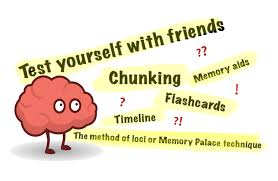 Test yourself with friends
??
Chunking
Memory aids
?
Flashcards
!
Timeline
?!
The method of loci or Memory Palace technique